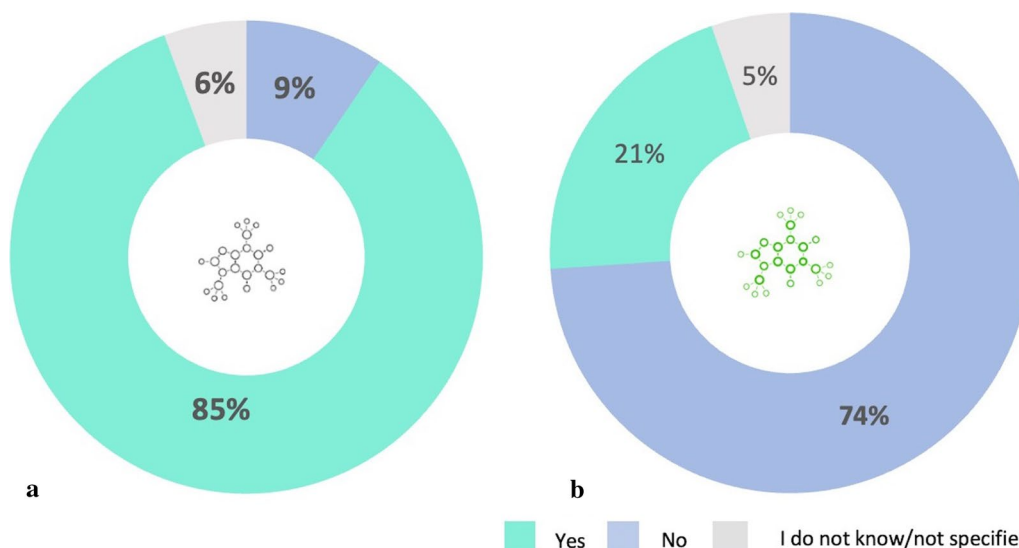 6%
9%
85%
a
5%
21%
74%
b
Yes
No
I do not know/not specifie